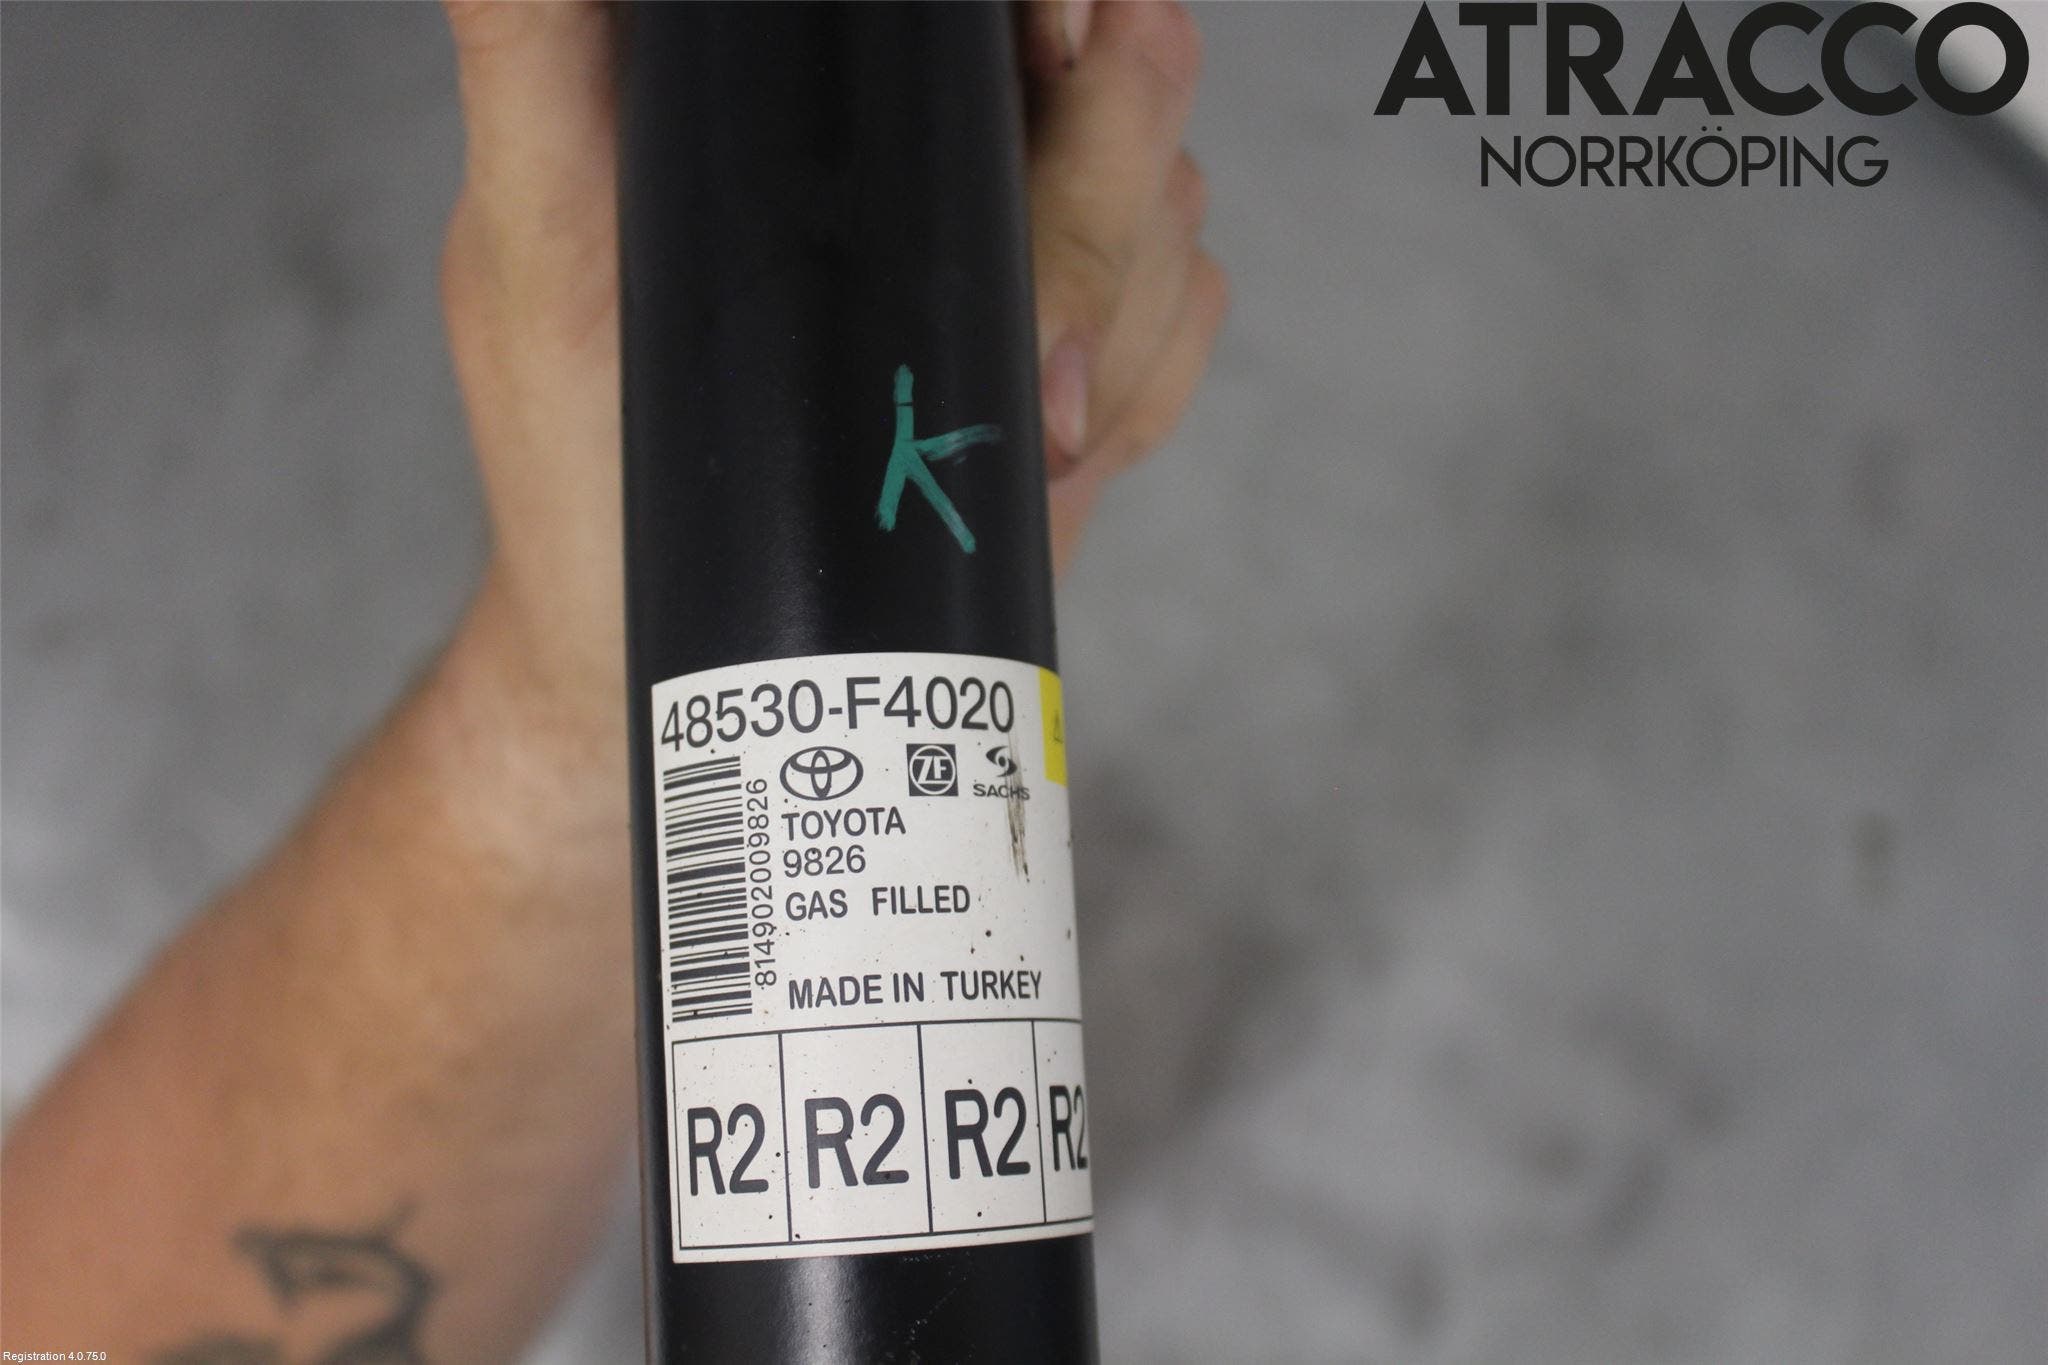 ATRACCO
NORRKÖPING
K
48530-F4020
ZF
SACHS
8149020009826
TOYOTA
9826
GAS FILLED
MADE IN TURKEY
R2 R2 R2 R2
Registration 4.0.75.0